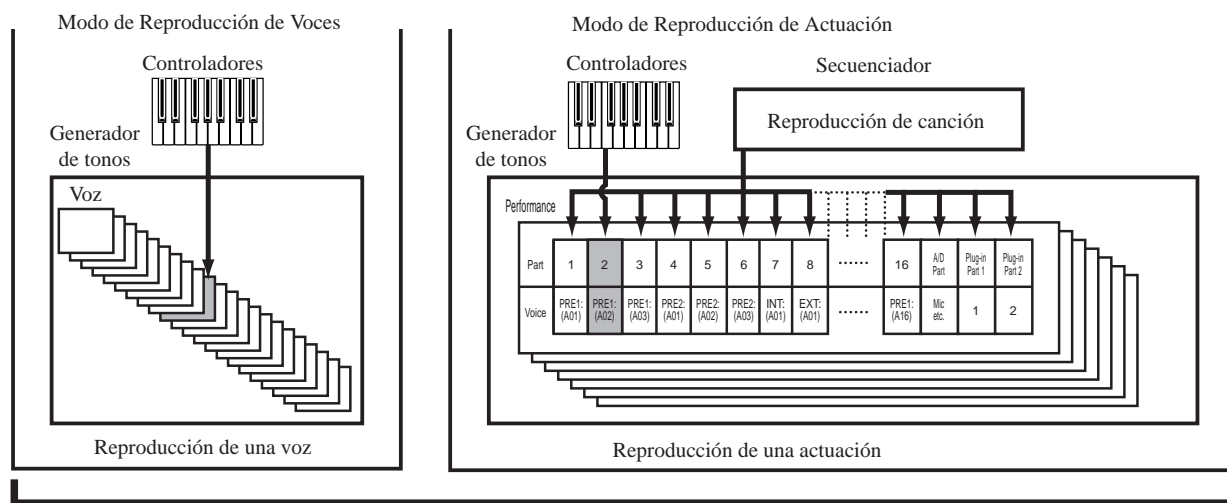 Modo de Reproducción de Voces
Controladores
Generador
de tonos
Voz
Reproducción de una voz
Modo de Reproducción de Actuación
Controladores
Secuenciador
Reproducción de canción
Generador
de tonos
Performance
Part 1 2 3 4 5 6 7 8 ······ 16 A/D Part Plug-in Part 1 Plug-in Part 2
Voice PRE1: (A01) PRE1: (A02) PRE1: (A03) PRE2: (A01) PRE2: (A02) PRE2: (A03) INT: (A01) EXT: (A01) ······ PRE1: (A16) Mic etc. 1 2
Reproducción de una actuación